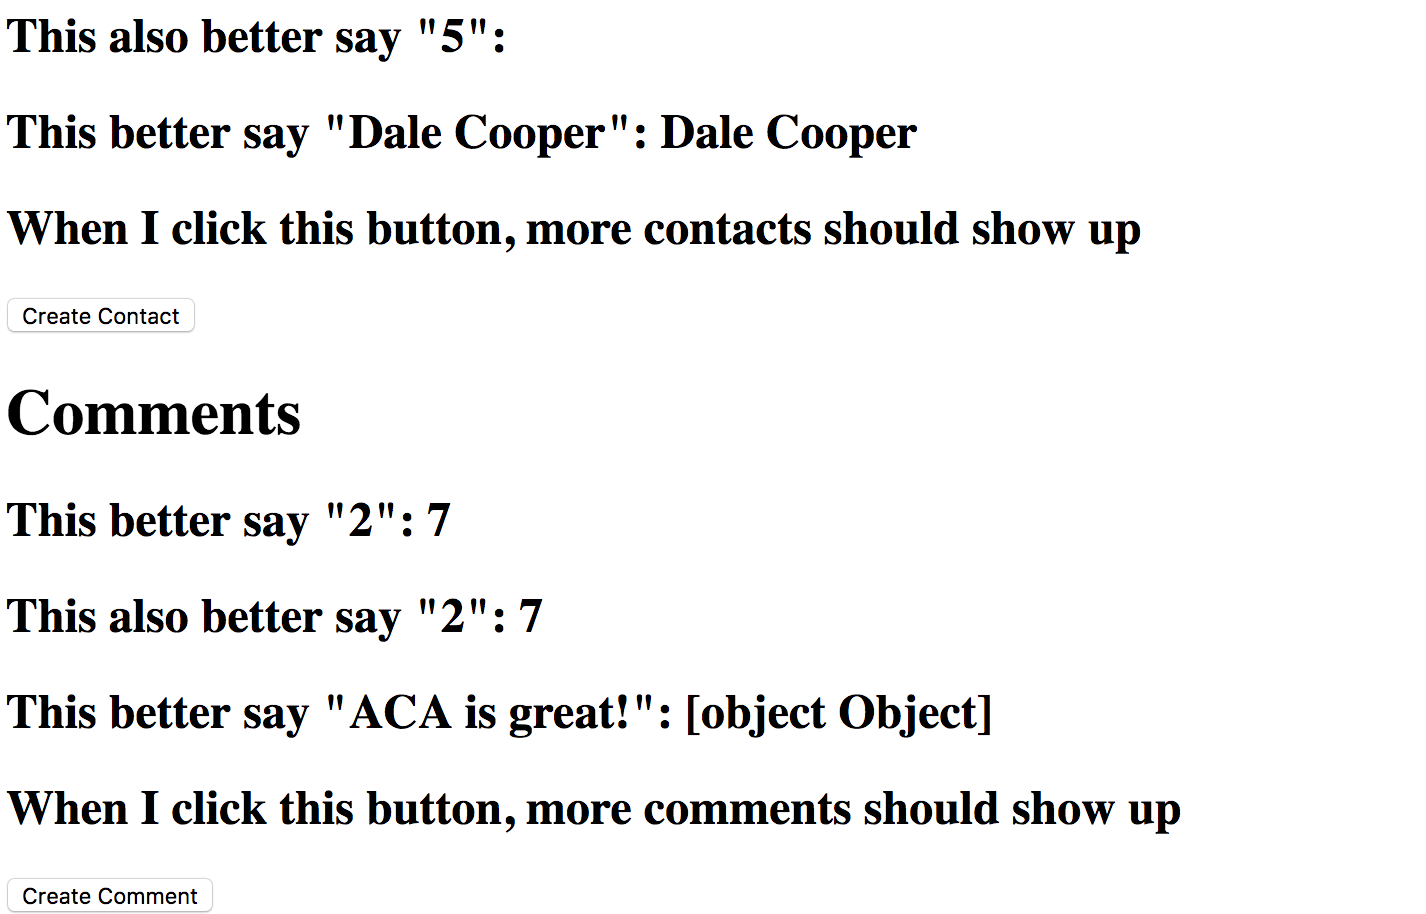 This also better say "5":
This better say "Dale Cooper": Dale Cooper
When I click this button, more contacts should show up
Create Contact
Comments
This better say "2": 7
This also better say "2": 7
This better say "ACA is great!": [object Object]
When I click this button, more comments should show up
Create Comment